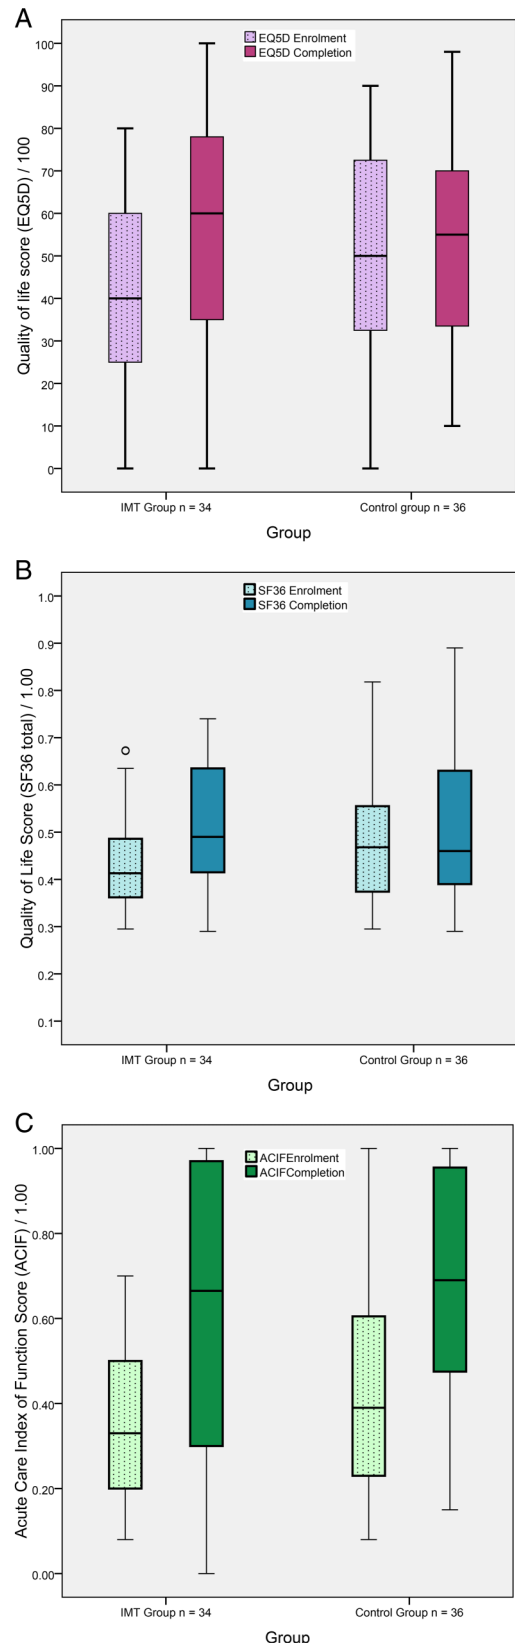 A
EQ5D Enrolment
EQ5D Completion
Quality of life score (EQ5D) / 100
100
90
80
70
60
50
40
30
20
10
0
IMT Group n = 34
Control group n = 36
Group
B
SF36 Enrolment
SF36 Completion
Quality of Life Score (SF36 total) / 1.00
1.0
0.9
0.8
0.7
0.6
0.5
0.4
0.3
0.2
0.1
IMT Group n = 34
Control Group n = 36
Group
C
ACIFEnrolment
ACIFCompletion
Acute Care Index of Function Score (ACIF) / 1.00
1.00
0.80
0.60
0.40
0.20
0.00
IMT Group n = 34
Control Group n = 36
Group